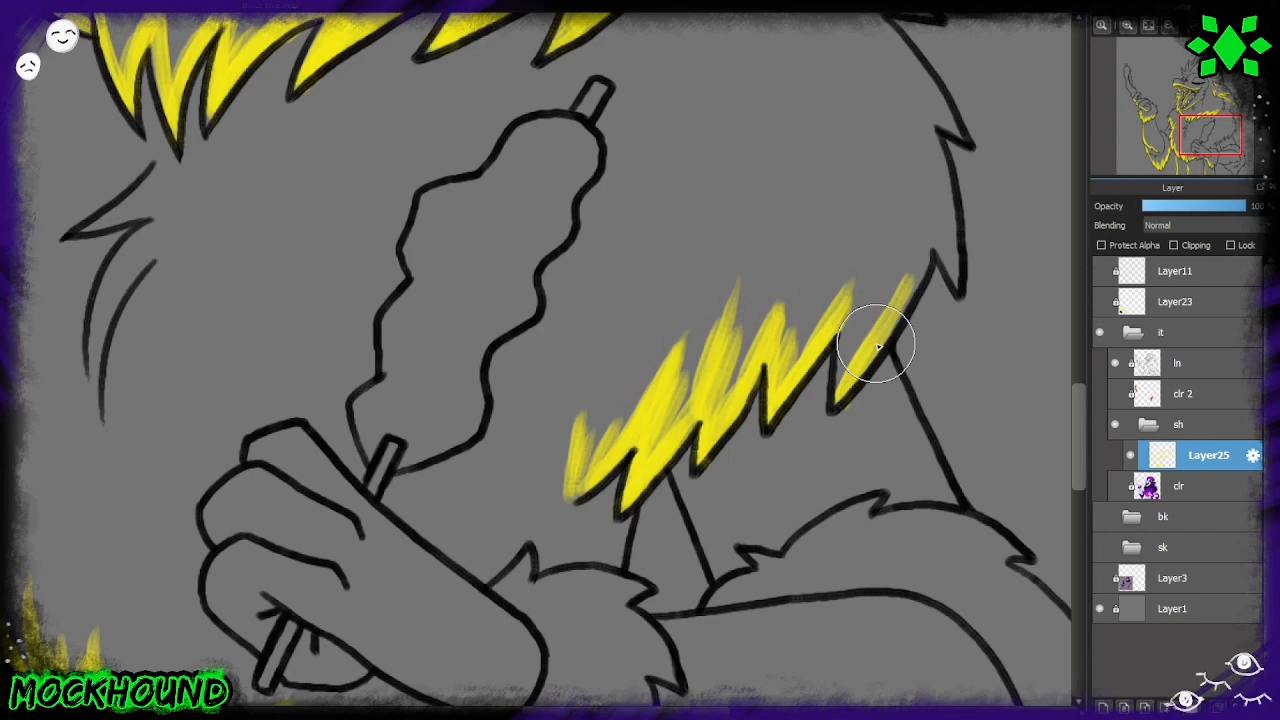 Layer
Opacity 100
Blending Normal
Protect Alpha Clipping Lock
Layer11
Layer23
it
ln
clr 2
sh
Layer25
clr
bk
sk
Layer3
Layer1
MOCKHOUND